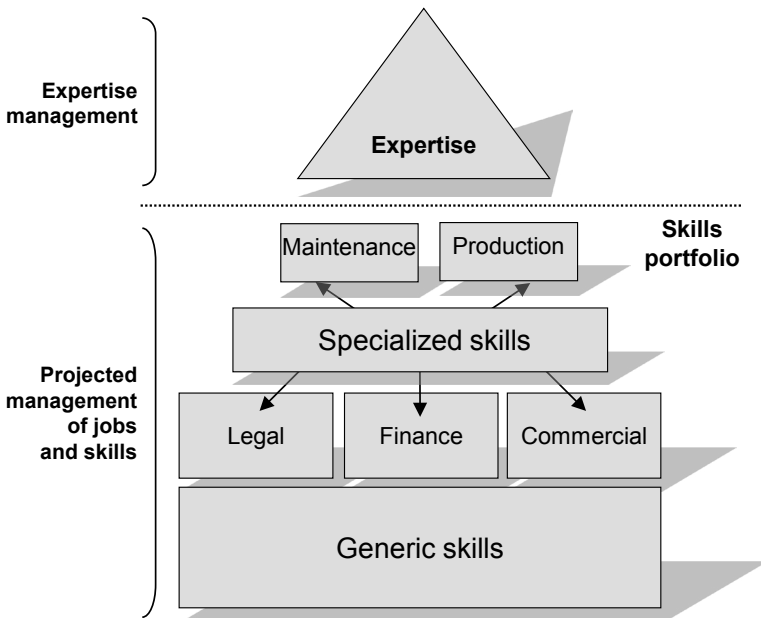 Expertise
management
Expertise
Skills
portfolio
Maintenance
Production
Specialized skills
Projected
management
of jobs
and skills
Legal
Finance
Commercial
Generic skills